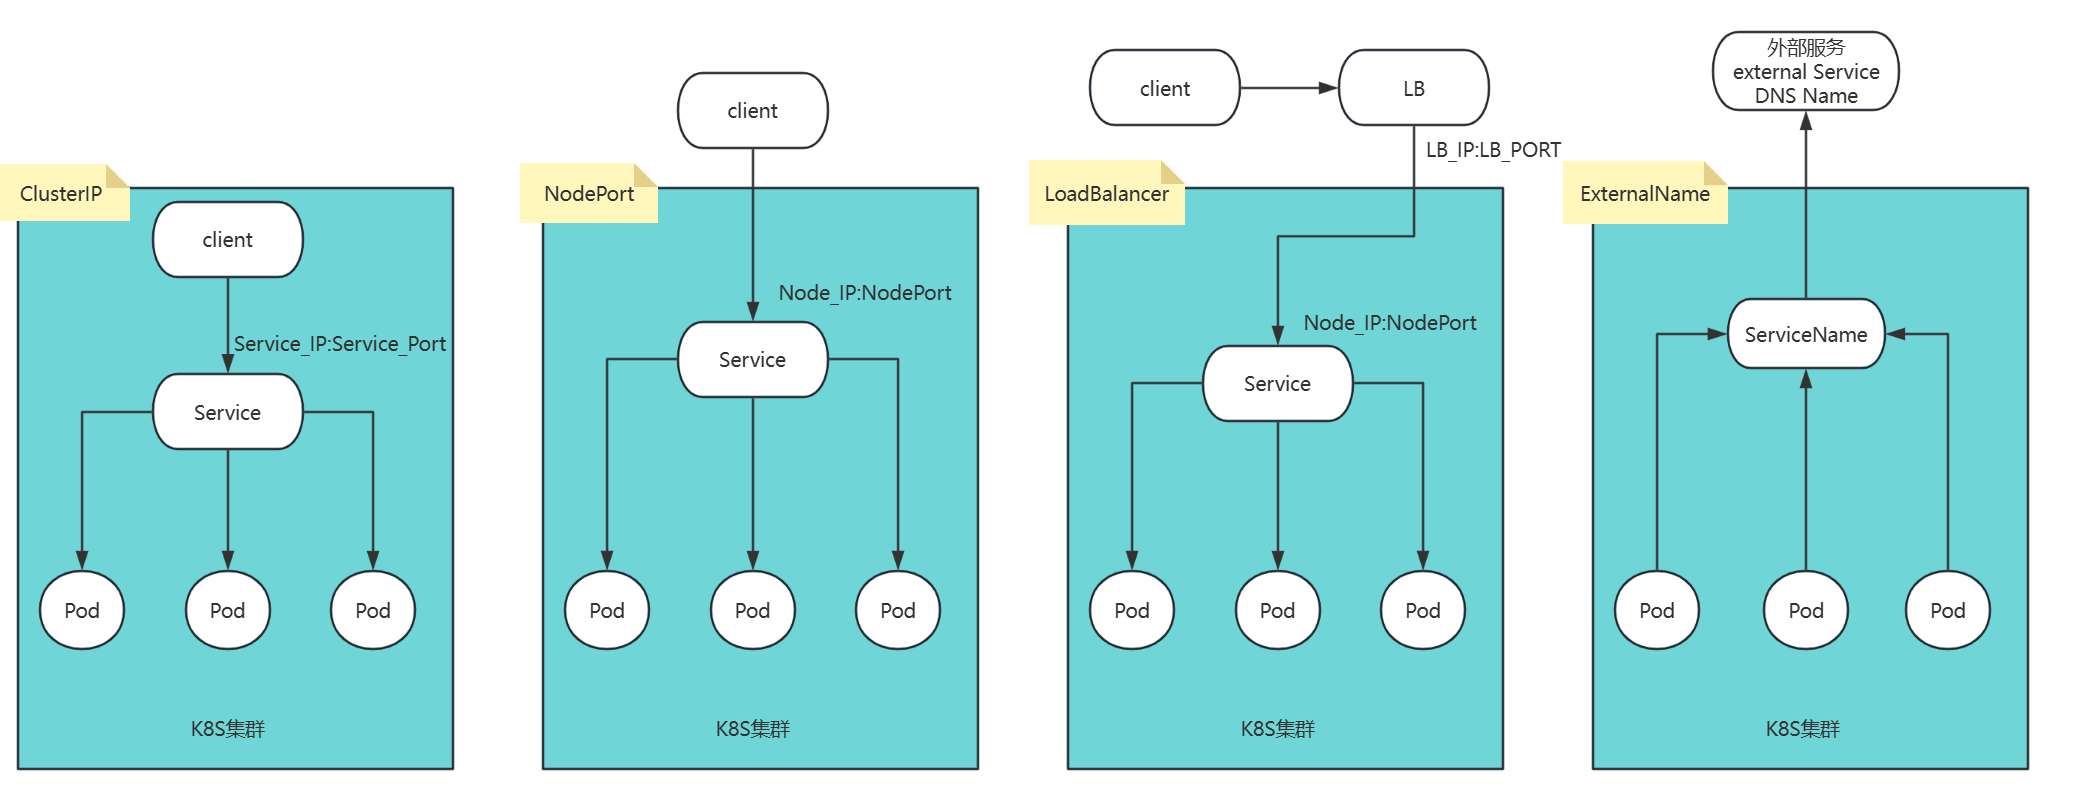 ClusterIP
client
Service_IP:Service_Port
Service
Pod
Pod
Pod
K8S集群
client
NodePort
Node_IP:NodePort
Service
Pod
Pod
Pod
K8S集群
client
LB
LB_IP:LB_PORT
LoadBalancer
Node_IP:NodePort
Service
Pod
Pod
Pod
K8S集群
外部服务
external Service
DNS Name
ExternalName
ServiceName
Pod
Pod
Pod
K8S集群